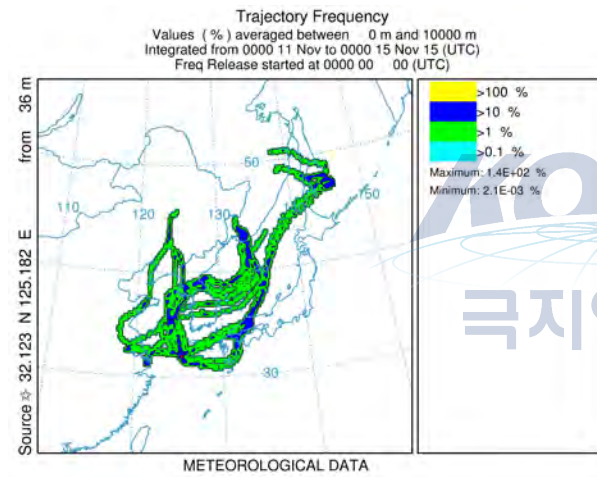 Trajectory Frequency
Values ( % ) averaged between 0 m and 10000 m
Integrated from 0000 11 Nov to 0000 15 Nov 15 (UTC)
Freq Release started at 0000 00 00 (UTC)
Source ☆ 32.123 N 125.182 E from 36 m
50
150
110
120
130
140
30
>100 %
>10 %
>1 %
>0.1 %
Maximum: 1.4E+02 %
Minimum: 2.1E-03 %
극지연
METEOROLOGICAL DATA